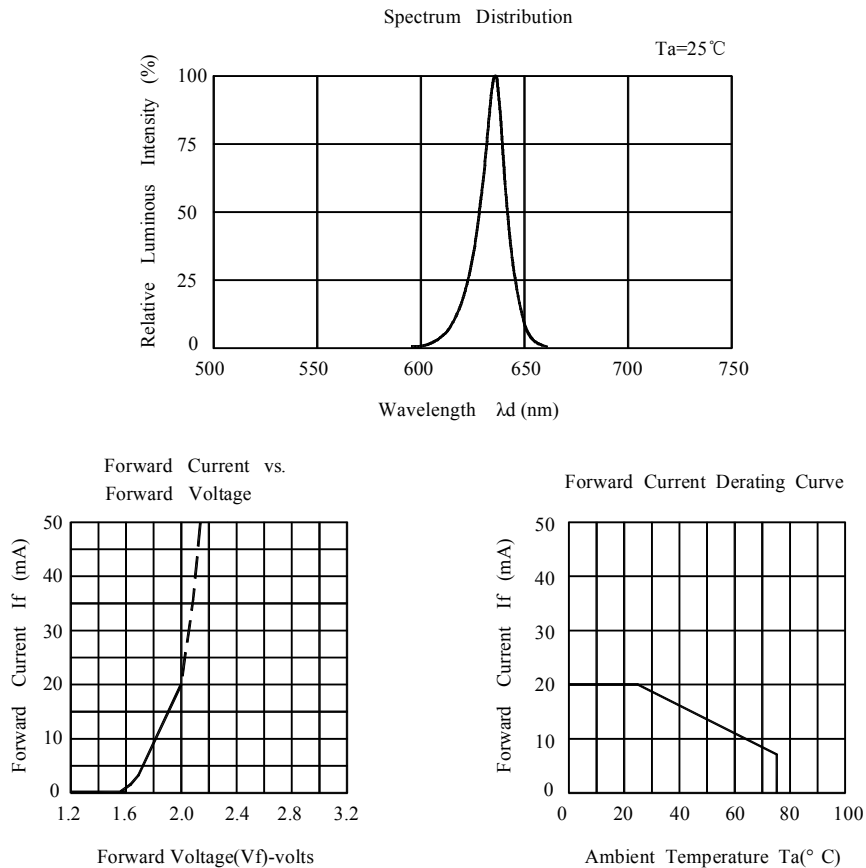 Spectrum Distribution
Ta=25℃
Relative Luminous Intensity (%)
100
75
50
25
0
500 550 600 650 700 750
Wavelength λd (nm)
Forward Current vs.
Forward Voltage
Forward Current If (mA)
50
40
30
20
10
0
1.2 1.6 2.0 2.4 2.8 3.2
Forward Voltage(Vf)-volts
Forward Current Derating Curve
Forward Current If (mA)
50
40
30
20
10
0 20 40 60 80 100
Ambient Temperature Ta(° C)